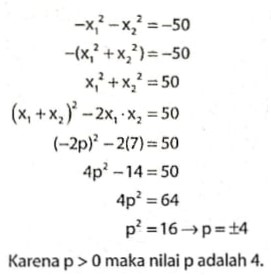 −x₁² − x₂² = −50
−(x₁² + x₂²) = −50
x₁² + x₂² = 50
(x₁ + x₂)² − 2x₁ · x₂ = 50
(−2p)² − 2(7) = 50
4p² − 14 = 50
4p² = 64
p² = 16 → p = ±4
Karena p > 0 maka nilai p adalah 4.